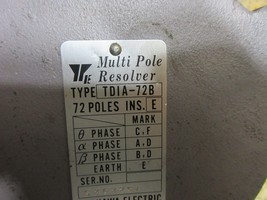 Multi Pole
Resolver
TYPE TDIA-72B
72 POLES INS. E
MARK
θ PHASE C,F
α PHASE A,D
β PHASE B,D
EARTH E
SER.NO.
ELECTRIC